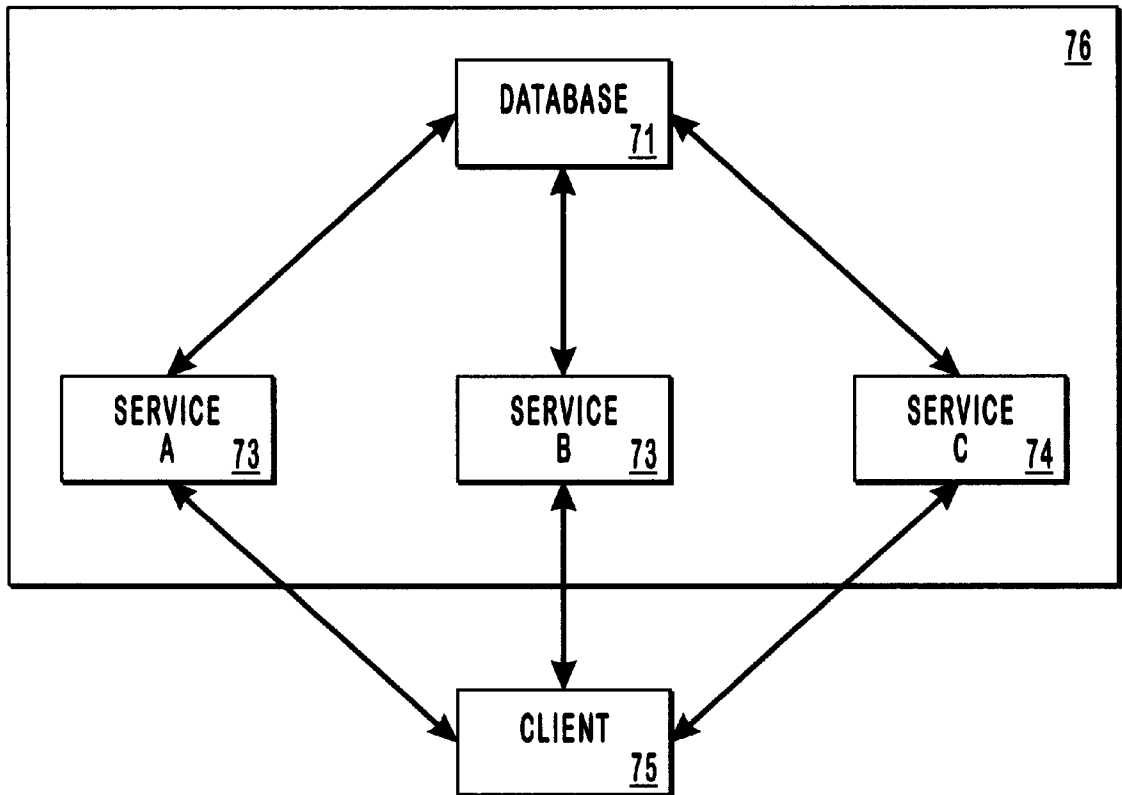 76
DATABASE
71
SERVICE
A 73
SERVICE
B 73
SERVICE
C 74
CLIENT
75